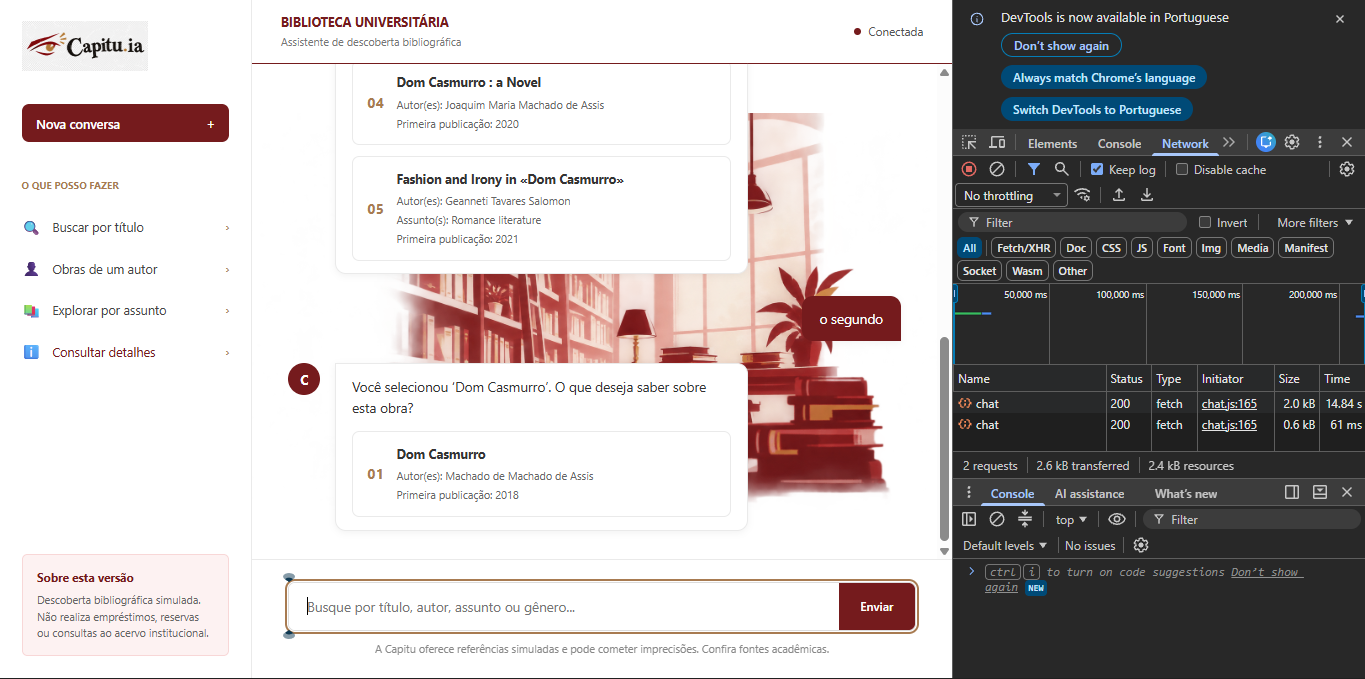 Capitu.ia
Nova conversa +
O QUE POSSO FAZER
Buscar por título ›
Obras de um autor ›
Explorar por assunto ›
Consultar detalhes ›
Sobre esta versão
Descoberta bibliográfica simulada.
Não realiza empréstimos, reservas
ou consultas ao acervo institucional.
BIBLIOTECA UNIVERSITÁRIA
Assistente de descoberta bibliográfica
Conectada
04
Dom Casmurro : a Novel
Autor(es): Joaquim Maria Machado de Assis
Primeira publicação: 2020
05
Fashion and Irony in «Dom Casmurro»
Autor(es): Geanneti Tavares Salomon
Assunto(s): Romance literature
Primeira publicação: 2021
o segundo
C
Você selecionou ‘Dom Casmurro’. O que deseja saber sobre
esta obra?
01
Dom Casmurro
Autor(es): Machado de Machado de Assis
Primeira publicação: 2018
Busque por título, autor, assunto ou gênero...
Enviar
A Capitu oferece referências simuladas e pode cometer imprecisões. Confira fontes acadêmicas.
DevTools is now available in Portuguese
Don't show again
Always match Chrome's language
Switch DevTools to Portuguese
Elements Console Network
Keep log Disable cache
No throttling
Filter Invert More filters
All Fetch/XHR Doc CSS JS Font Img Media Manifest
Socket Wasm Other
50,000 ms 100,000 ms 150,000 ms 200,000 ms
Name Status Type Initiator Size Time
chat 200 fetch chat.js:165 2.0 kB 14.84 s
chat 200 fetch chat.js:165 0.6 kB 61 ms
2 requests 2.6 kB transferred 2.4 kB resources
Console AI assistance What's new
top Filter
Default levels No issues
ctrl i to turn on code suggestions Don't show
again NEW